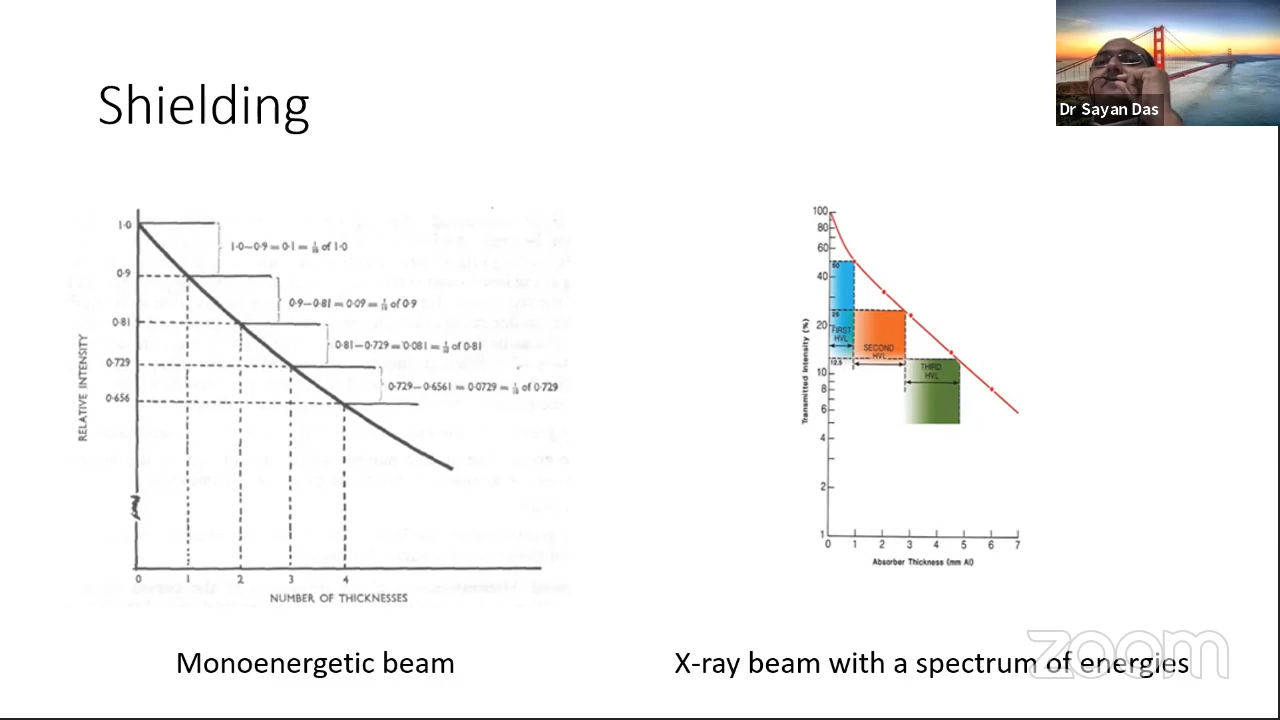 Shielding
Dr Sayan Das
1·0
0·9
0·81
0·729
0·656
RELATIVE INTENSITY
1·0—0·9 = 0·1 = 1/10 of 1·0
0·9—0·81 = 0·09 = 1/10 of 0·9
0·81—0·729 = 0·081 = 1/10 of 0·81
0·729—0·6561 = 0·0729 = 1/10 of 0·729
0 1 2 3 4
NUMBER OF THICKNESSES
Monoenergetic beam
100
80
60
40
20
10
8
6
4
2
1
Transmitted Intensity (%)
50
25
12.5
FIRST
HVL
SECOND
HVL
THIRD
HVL
0 1 2 3 4 5 6 7
Absorber Thickness (mm Al)
X-ray beam with a spectrum of energies
zoom